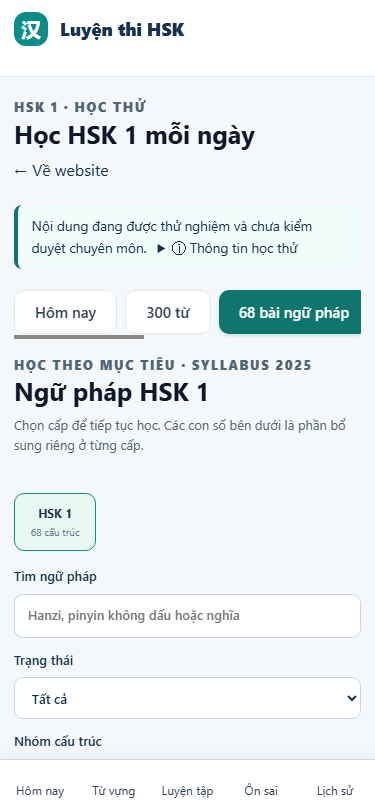 汉 Luyện thi HSK
HSK 1 · HỌC THỬ
Học HSK 1 mỗi ngày
← Về website
Nội dung đang được thử nghiệm và chưa kiểm
duyệt chuyên môn. ▶ ⓘ Thông tin học thử
Hôm nay 300 từ 68 bài ngữ pháp
HỌC THEO MỤC TIÊU · SYLLABUS 2025
Ngữ pháp HSK 1
Chọn cấp để tiếp tục học. Các con số bên dưới là phần bổ
sung riêng ở từng cấp.
HSK 1
68 cấu trúc
Tìm ngữ pháp
Hanzi, pinyin không dấu hoặc nghĩa
Trạng thái
Tất cả
Nhóm cấu trúc
Hôm nay Từ vựng Luyện tập Ôn sai Lịch sử